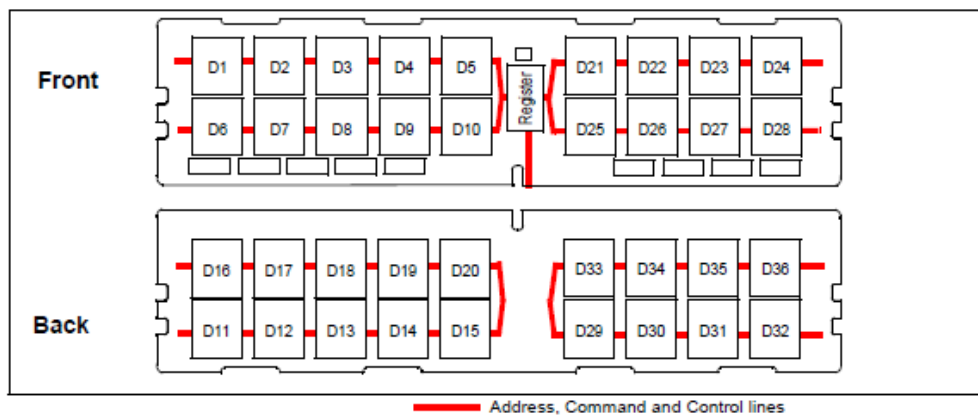 D1 D2 D3 D4 D5 D21 D22 D23 D24
Front
Register
D6 D7 D8 D9 D10 D25 D26 D27 D28
D16 D17 D18 D19 D20 D33 D34 D35 D36
Back
D11 D12 D13 D14 D15 D29 D30 D31 D32
Address, Command and Control lines